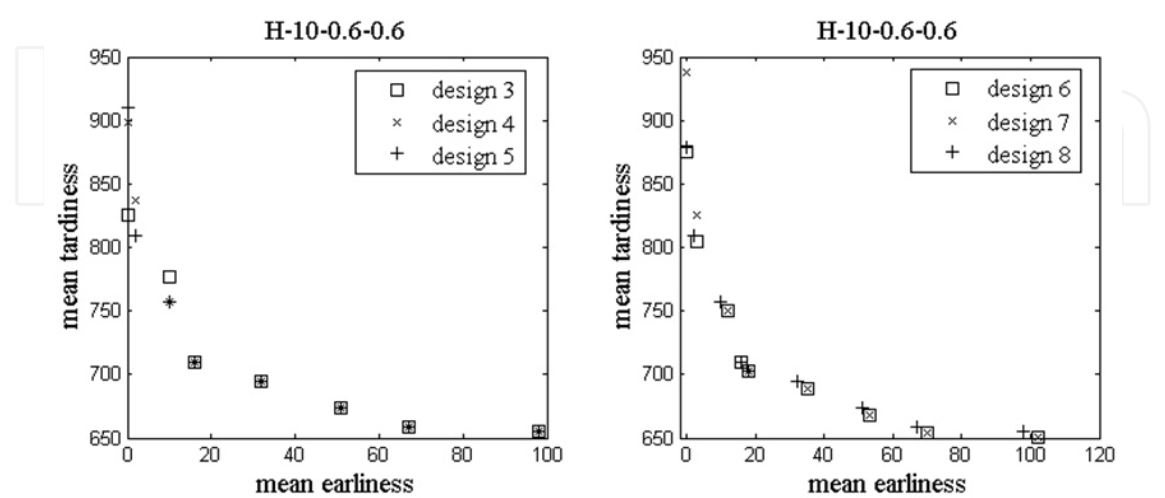 H-10-0.6-0.6
950
900
850
800
750
700
650
0
20
40
60
80
100
mean tardiness
mean earliness
design 3
design 4
design 5
H-10-0.6-0.6
950
900
850
800
750
700
650
0
20
40
60
80
100
120
mean tardiness
mean earliness
design 6
design 7
design 8